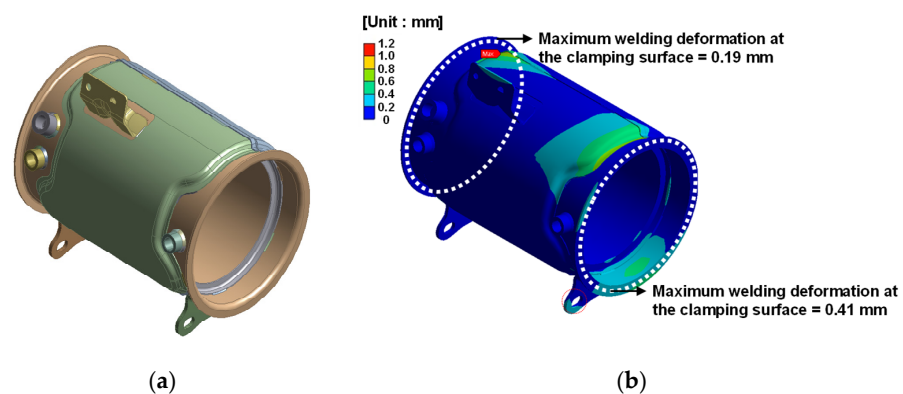 [Unit : mm]
1.2
1.0
0.8
0.6
0.4
0.2
0
Max
Maximum welding deformation at
the clamping surface = 0.19 mm
Maximum welding deformation at
the clamping surface = 0.41 mm
(a)
(b)